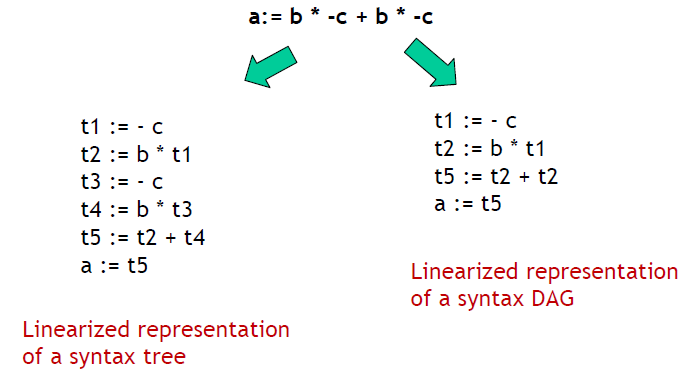 a:= b * -c + b * -c
t1 := - c
t2 := b * t1
t3 := - c
t4 := b * t3
t5 := t2 + t4
a := t5
Linearized representation
of a syntax tree
t1 := - c
t2 := b * t1
t5 := t2 + t2
a := t5
Linearized representation
of a syntax DAG